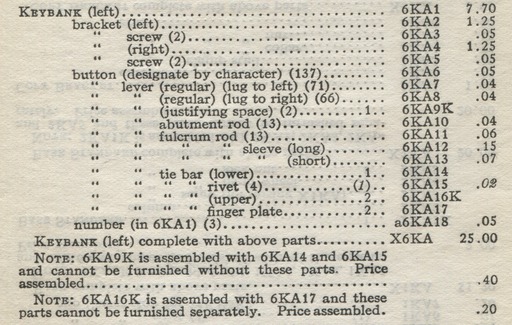 KEYBANK (left)........................................ 6KA1 7.70
bracket (left)................................... 6KA2 1.25
" screw (2)............................. 6KA3 .05
" (right)................................ 6KA4 1.25
" screw (2)............................. 6KA5 .05
button (designate by character) (137)............ 6KA6 .05
" lever (regular) (lug to left) (71)........ 6KA7 .04
" " (regular) (lug to right) (66)...... 6KA8 .04
" " (justifying space) (2)..........1.. 6KA9K
" " abutment rod (13)................ 6KA10 .04
" " fulcrum rod (13)................. 6KA11 .06
" " " " sleeve (long)........ 6KA12 .15
" " " " " (short)....... 6KA13 .07
" " tie bar (lower)..................1.. 6KA14
" " " " rivet (4)...............(1).. 6KA15 .02
" " " " (upper)................2.. 6KA16K
" " " " finger plate............2.. 6KA17
number (in 6KA1) (3)............................ a6KA18 .05
KEYBANK (left) complete with above parts............ X6KA 25.00
NOTE: 6KA9K is assembled with 6KA14 and 6KA15
and cannot be furnished without these parts. Price
assembled.............................................. .40
NOTE: 6KA16K is assembled with 6KA17 and these
parts cannot be furnished separately. Price assembled. .20